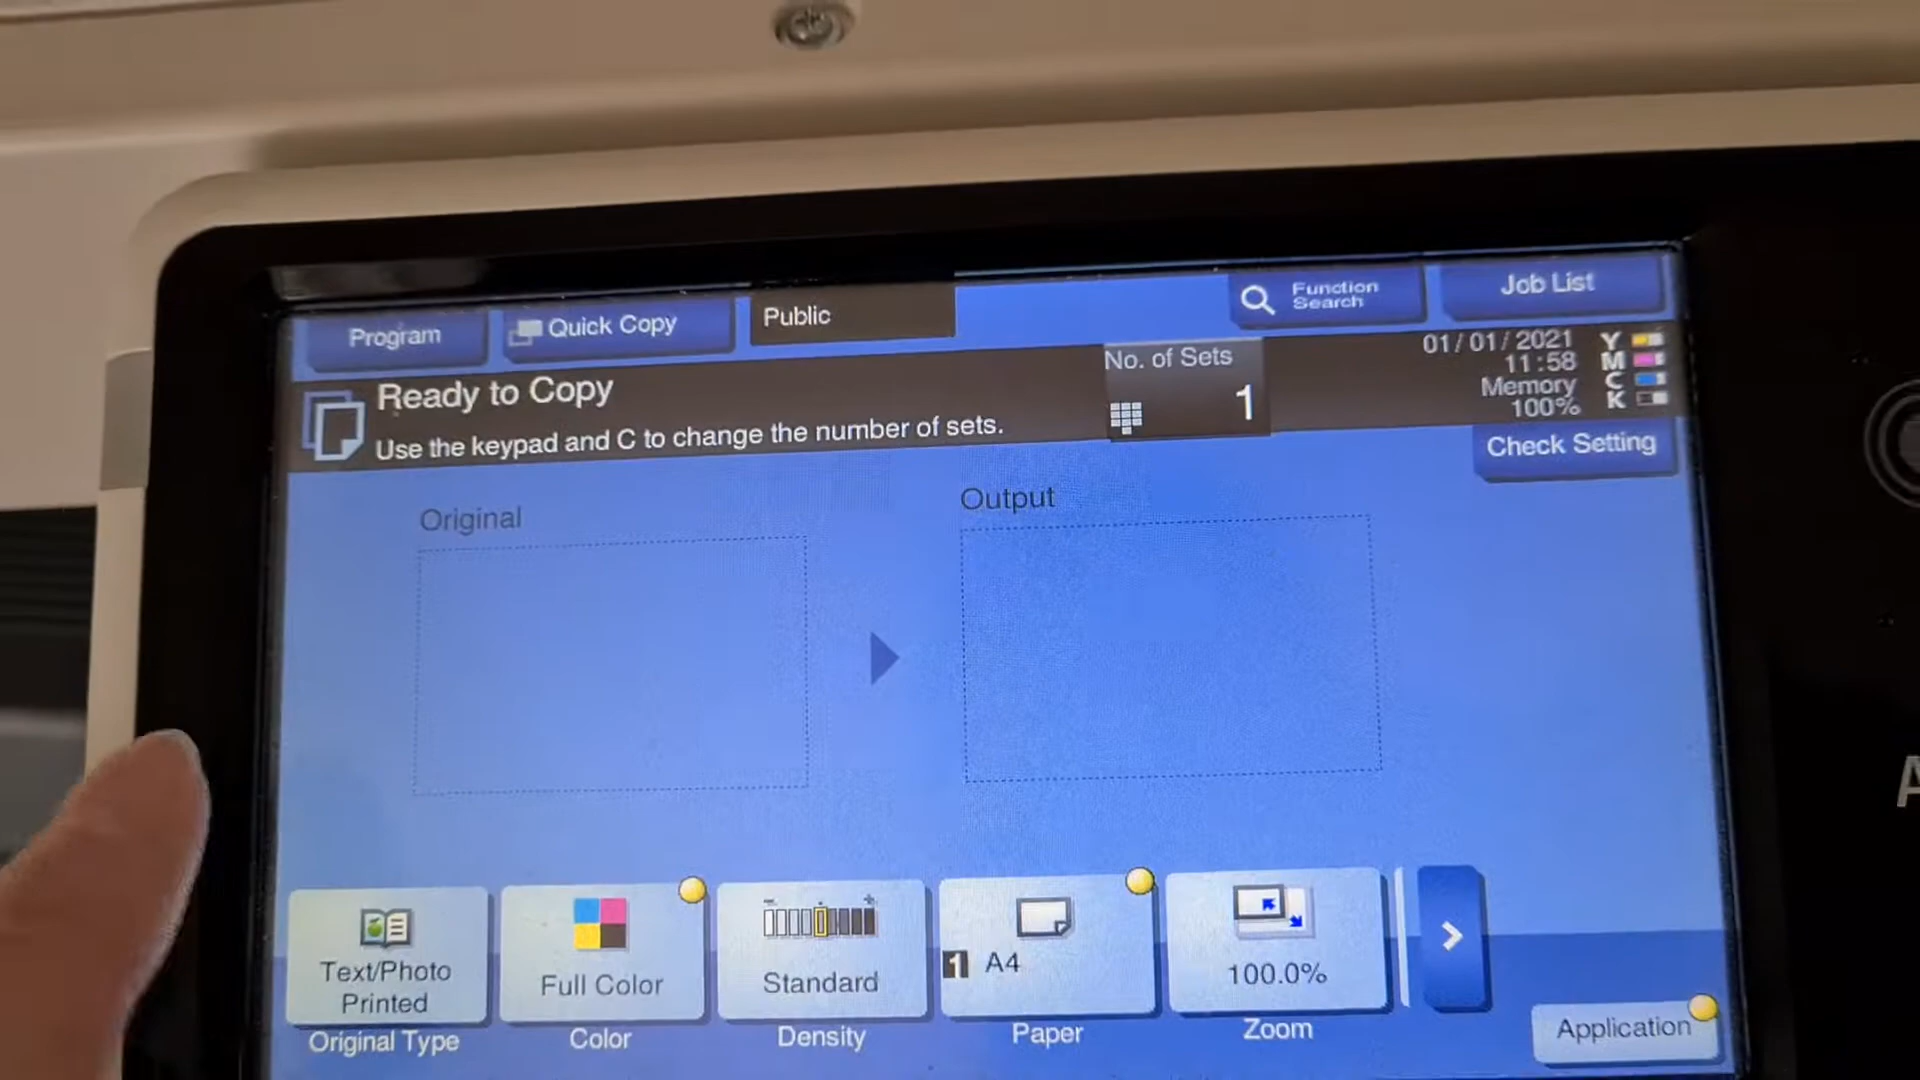 Program
Quick Copy
Public
Function
Search
Job List
Ready to Copy
Use the keypad and C to change the number of sets.
No. of Sets
1
01/01/2021
11:58
Memory
100%
Y
M
C
K
Check Setting
Original
Output
Text/Photo
Printed
Original Type
Full Color
Color
Standard
Density
1 A4
Paper
100.0%
Zoom
Application
A